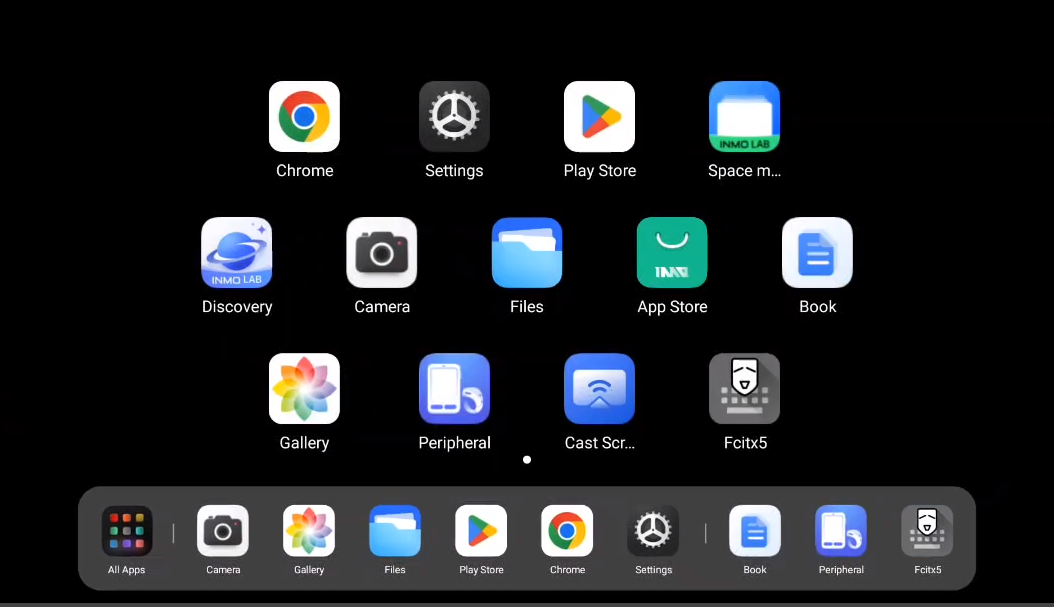 Chrome
Settings
Play Store
INMO LAB
Space m...
INMO LAB
Discovery
Camera
Files
INMO
App Store
Book
Gallery
Peripheral
Cast Scr...
Fcitx5
All Apps
Camera
Gallery
Files
Play Store
Chrome
Settings
Book
Peripheral
Fcitx5